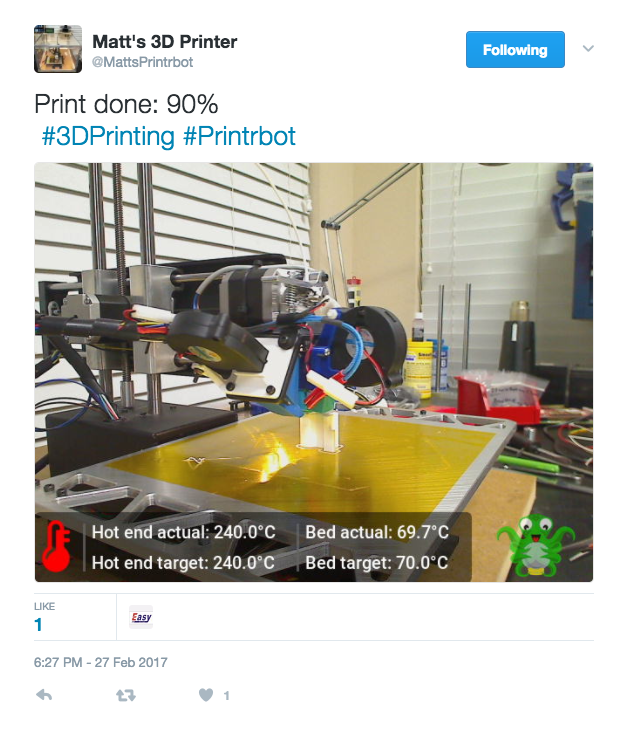 Matt's 3D Printer
@MattsPrintrbot
Following
Print done: 90%
#3DPrinting #Printrbot
Hot end actual: 240.0°C
Bed actual: 69.7°C
Hot end target: 240.0°C
Bed target: 70.0°C
LIKE
1
Easy
6:27 PM - 27 Feb 2017
1